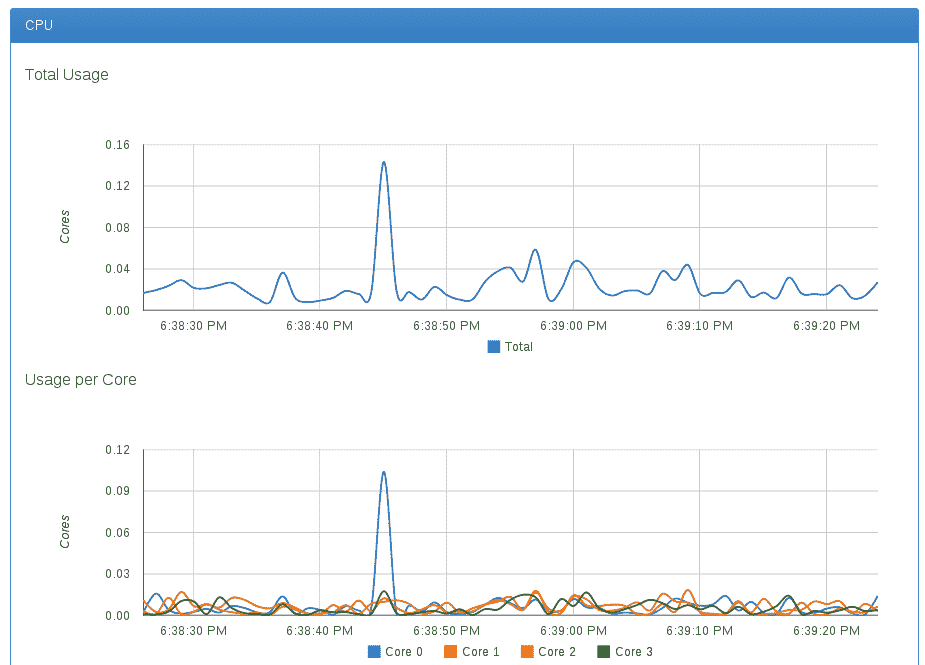 CPU
Total Usage
0.16
0.12
0.08
0.04
0.00
Cores
6:38:30 PM 6:38:40 PM 6:38:50 PM 6:39:00 PM 6:39:10 PM 6:39:20 PM
Total
Usage per Core
0.12
0.09
0.06
0.03
0.00
Cores
6:38:30 PM 6:38:40 PM 6:38:50 PM 6:39:00 PM 6:39:10 PM 6:39:20 PM
Core 0 Core 1 Core 2 Core 3